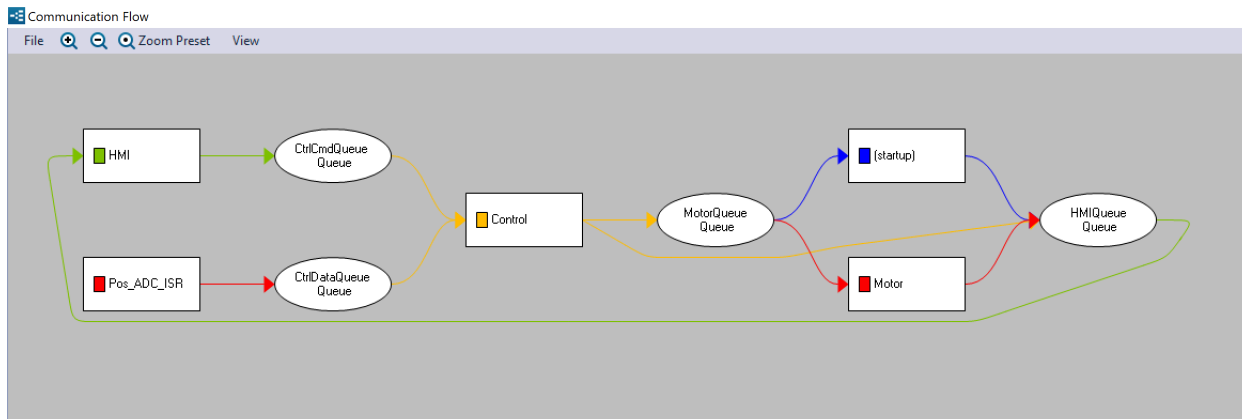 Communication Flow
File Zoom Preset View
HMI
CtrlCmdQueue
Queue
(startup)
Control
MotorQueue
Queue
HMIQueue
Queue
Pos_ADC_ISR
CtrlDataQueue
Queue
Motor